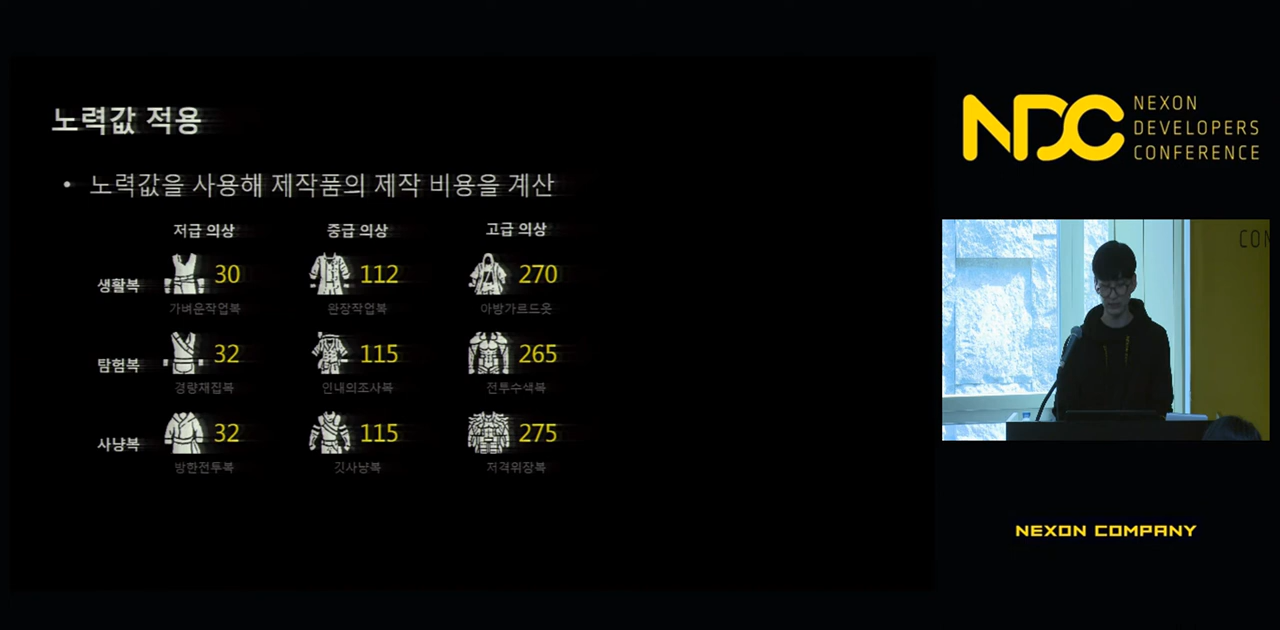 노력값 적용
• 노력값을 사용해 제작품의 제작 비용을 계산
저급 의상 중급 의상 고급 의상
생활복 30 112 270
가벼운작업복 완장작업복 아방가르드옷
탐험복 32 115 265
경량채집복 인내의조사복 전투수색복
사냥복 32 115 275
방한전투복 깃사냥복 저격위장복
NDC
NEXON
DEVELOPERS
CONFERENCE
CON
NEXON COMPANY